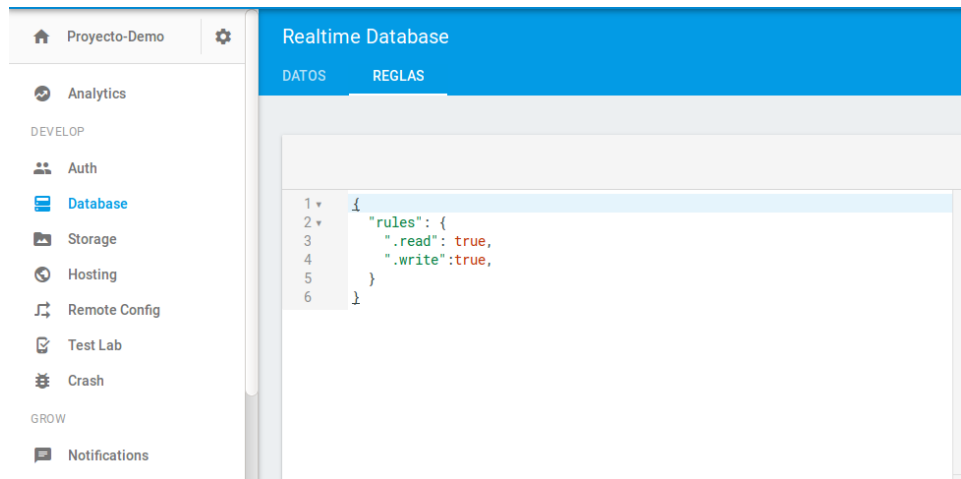 Proyecto-Demo
Analytics
DEVELOP
Auth
Database
Storage
Hosting
Remote Config
Test Lab
Crash
GROW
Notifications
Realtime Database
DATOS REGLAS
1 {
2 "rules": {
3 ".read": true,
4 ".write":true,
5 }
6 }